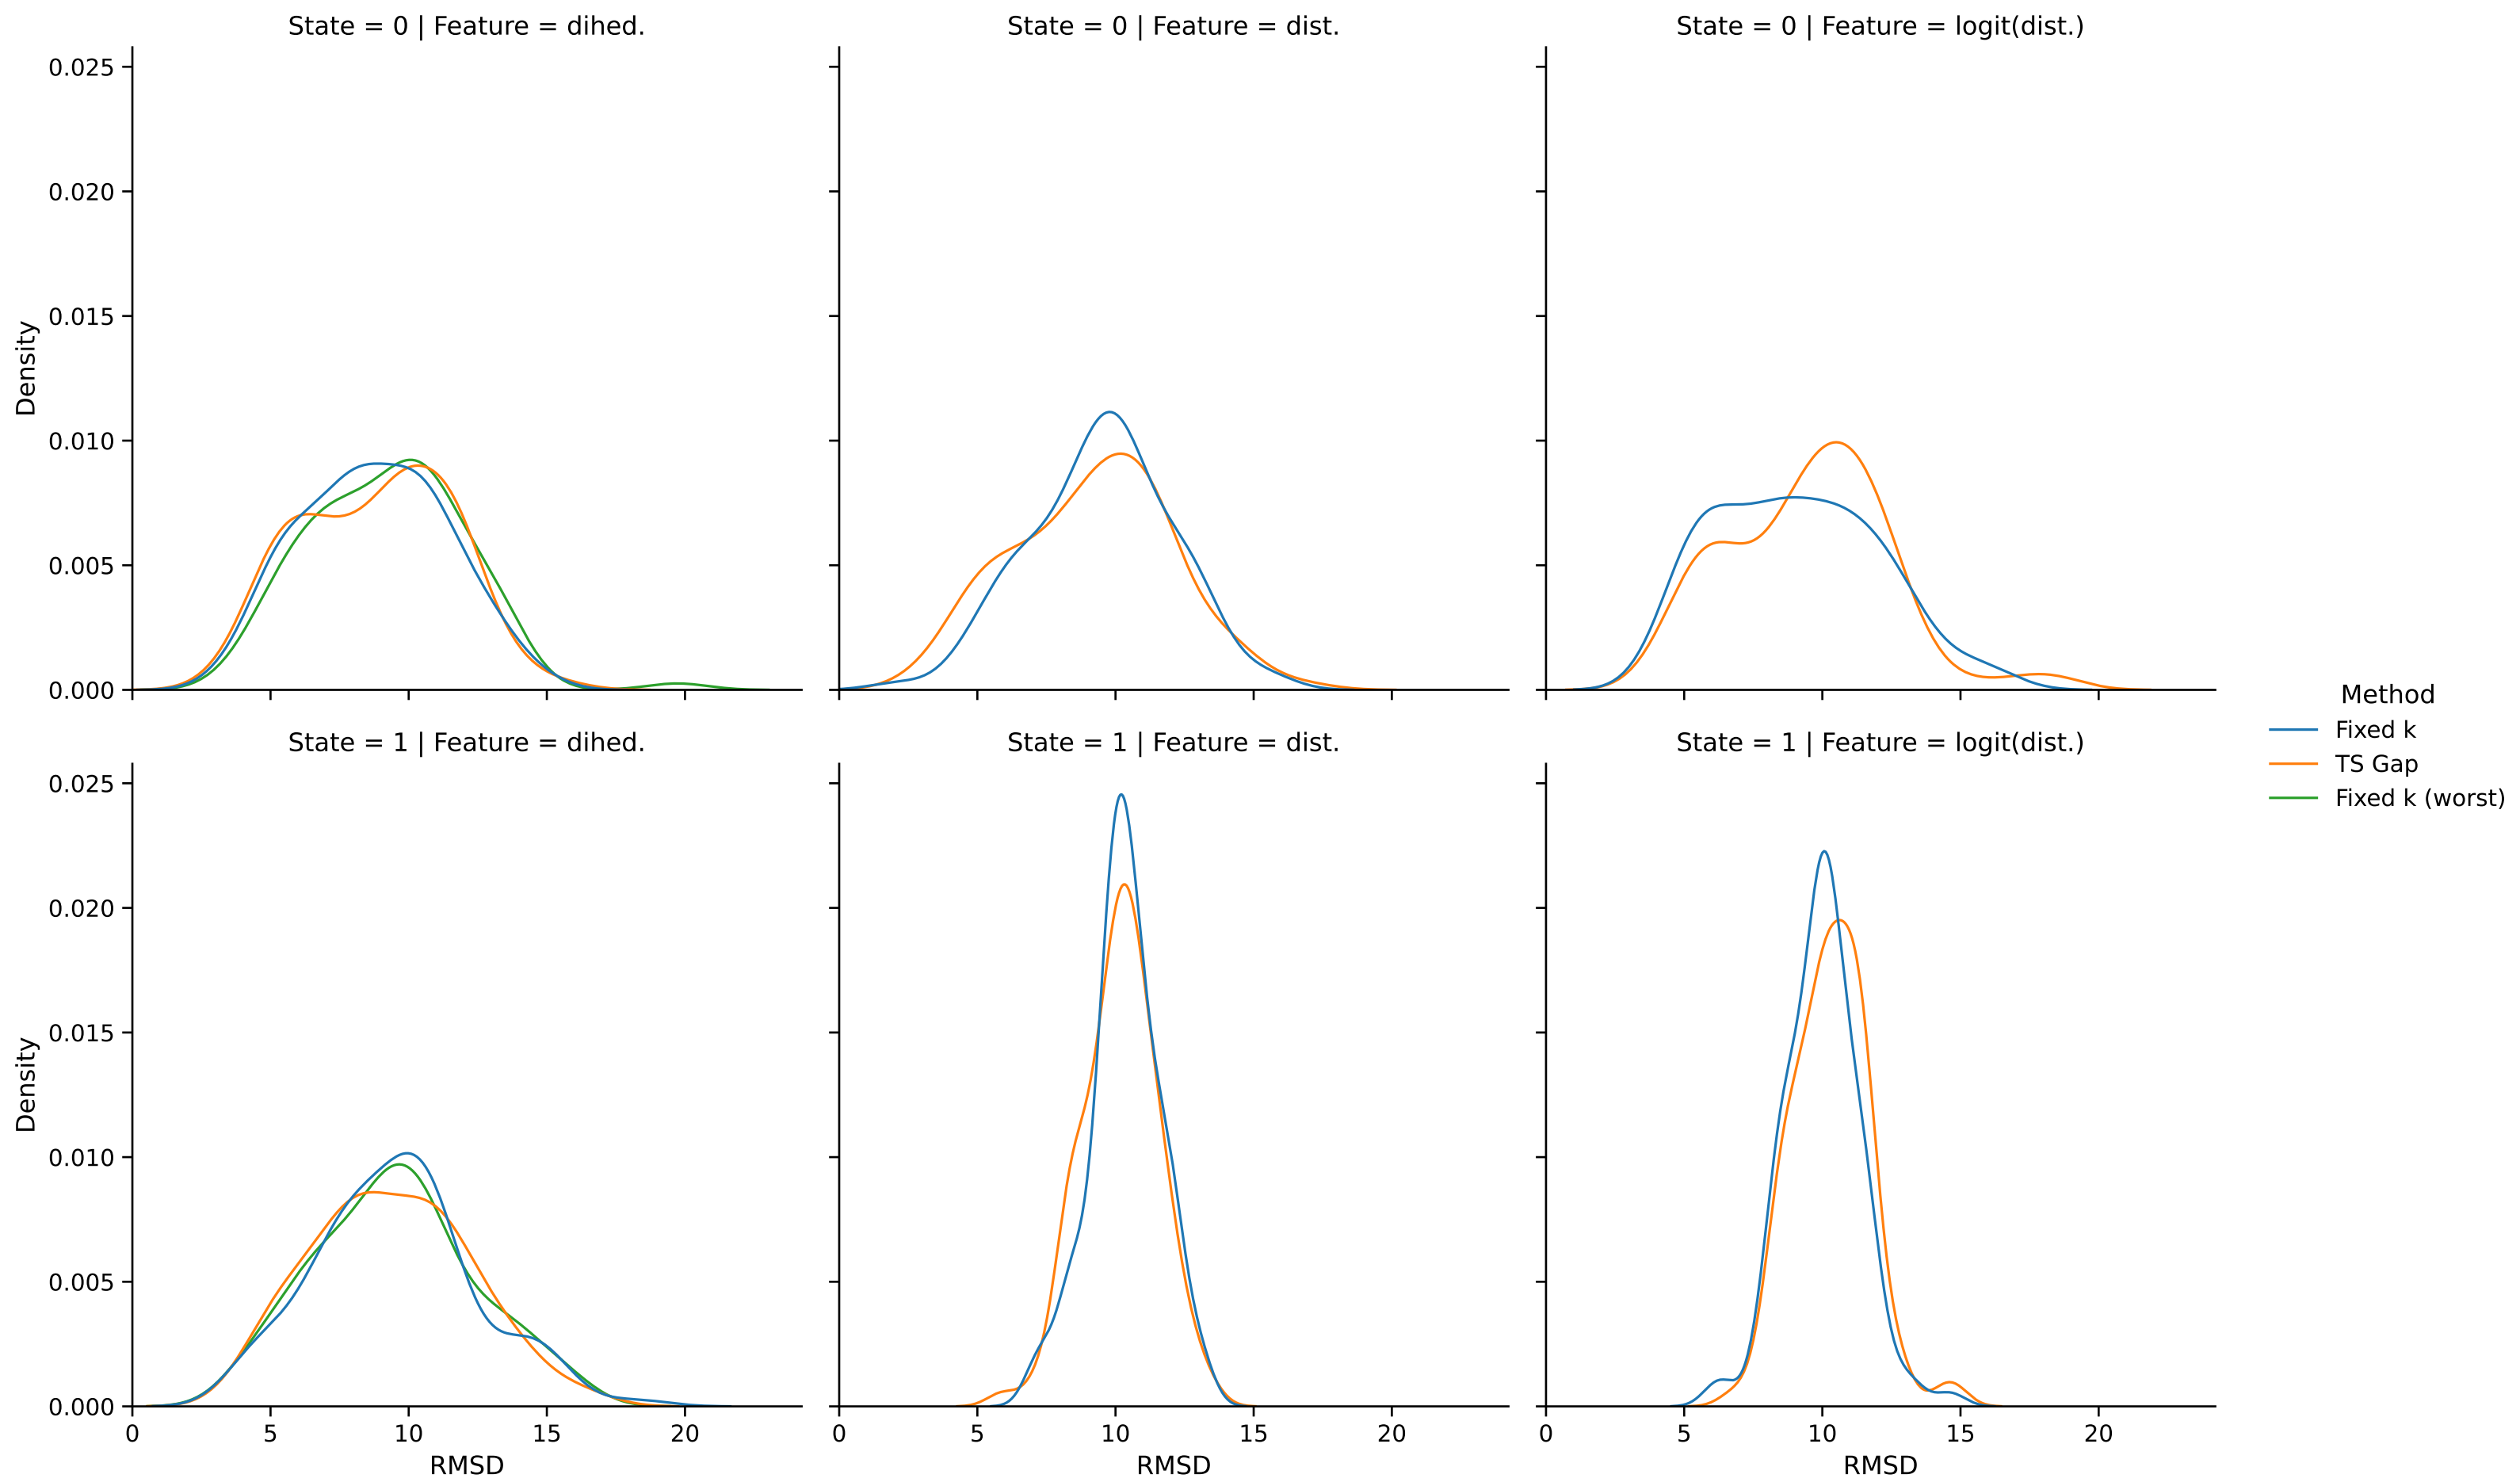 State = 0 | Feature = dihed.
State = 0 | Feature = dist.
State = 0 | Feature = logit(dist.)
0.025
0.020
0.015
0.010
0.005
0.000
Density
State = 1 | Feature = dihed.
State = 1 | Feature = dist.
State = 1 | Feature = logit(dist.)
0.025
0.020
0.015
0.010
0.005
0.000
Density
0 5 10 15 20
0 5 10 15 20
0 5 10 15 20
RMSD
RMSD
RMSD
Method
Fixed k
TS Gap
Fixed k (worst)